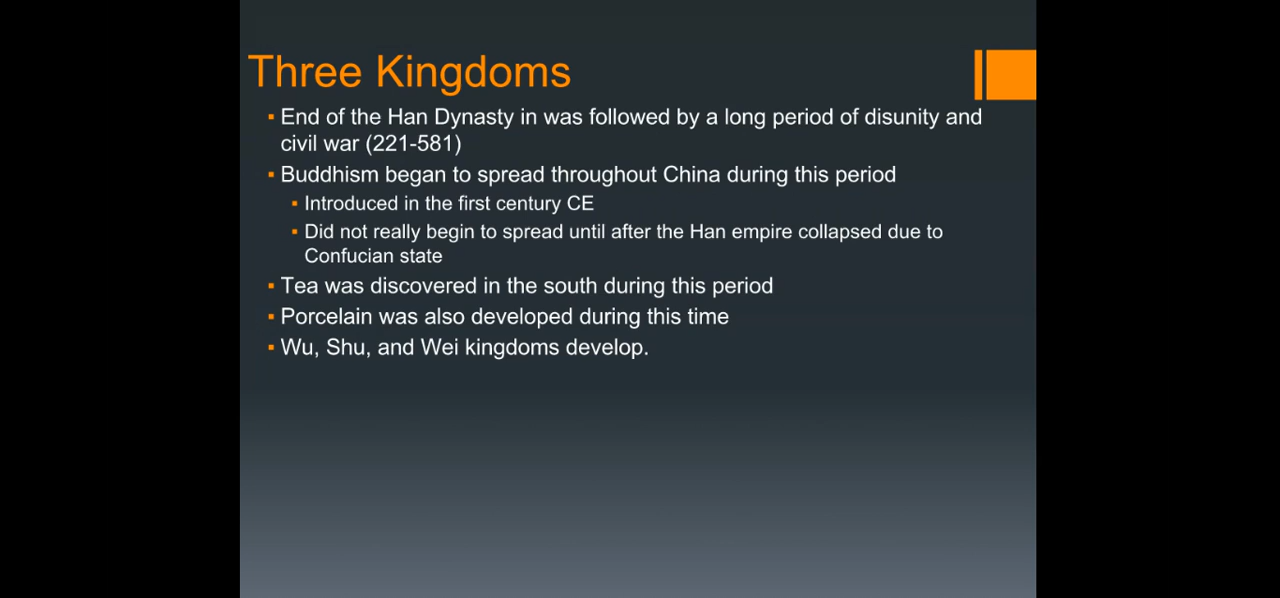 Three Kingdoms
End of the Han Dynasty in was followed by a long period of disunity and
civil war (221-581)
Buddhism began to spread throughout China during this period
Introduced in the first century CE
Did not really begin to spread until after the Han empire collapsed due to
Confucian state
Tea was discovered in the south during this period
Porcelain was also developed during this time
Wu, Shu, and Wei kingdoms develop.